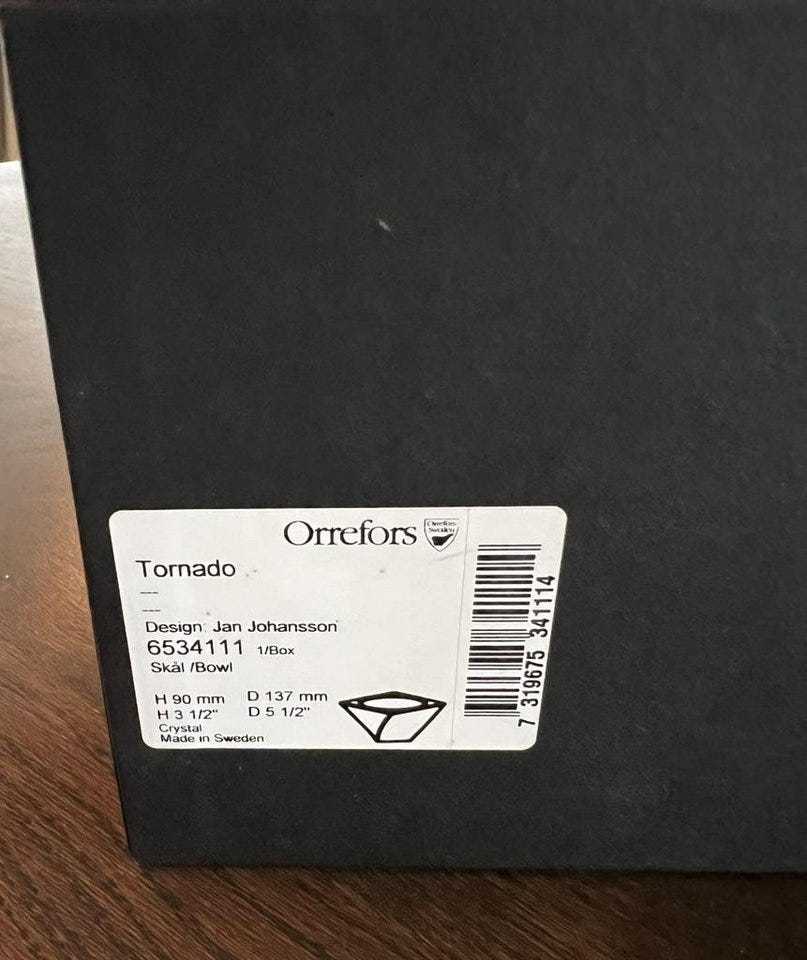 Orrefors
Orrefors
Sweden
Tornado
---
---
Design: Jan Johansson
6534111 1/Box
Skål /Bowl
H 90 mm D 137 mm
H 3 1/2" D 5 1/2"
Crystal
Made in Sweden
7 319675 341114